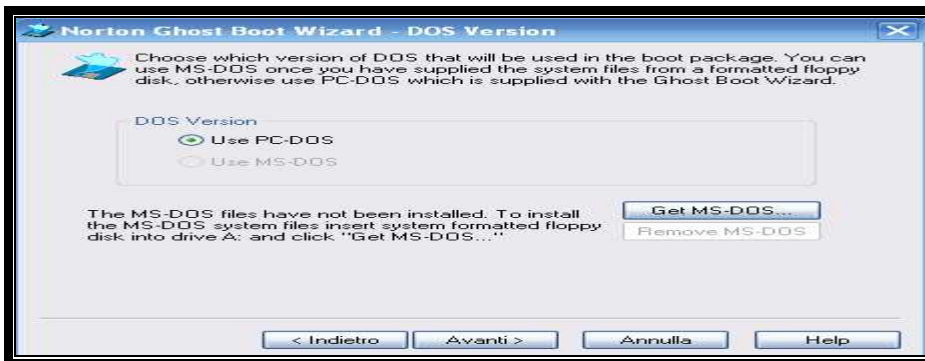 Norton Ghost Boot Wizard - DOS Version
Choose which version of DOS that will be used in the boot package. You can
use MS-DOS once you have supplied the system files from a formatted floppy
disk, otherwise use PC-DOS which is supplied with the Ghost Boot Wizard.
DOS Version
Use PC-DOS
Use MS-DOS
The MS-DOS files have not been installed. To install
the MS-DOS system files insert system formatted floppy
disk into drive A: and click "Get MS-DOS..."
Get MS-DOS...
Remove MS-DOS
< Indietro
Avanti >
Annulla
Help